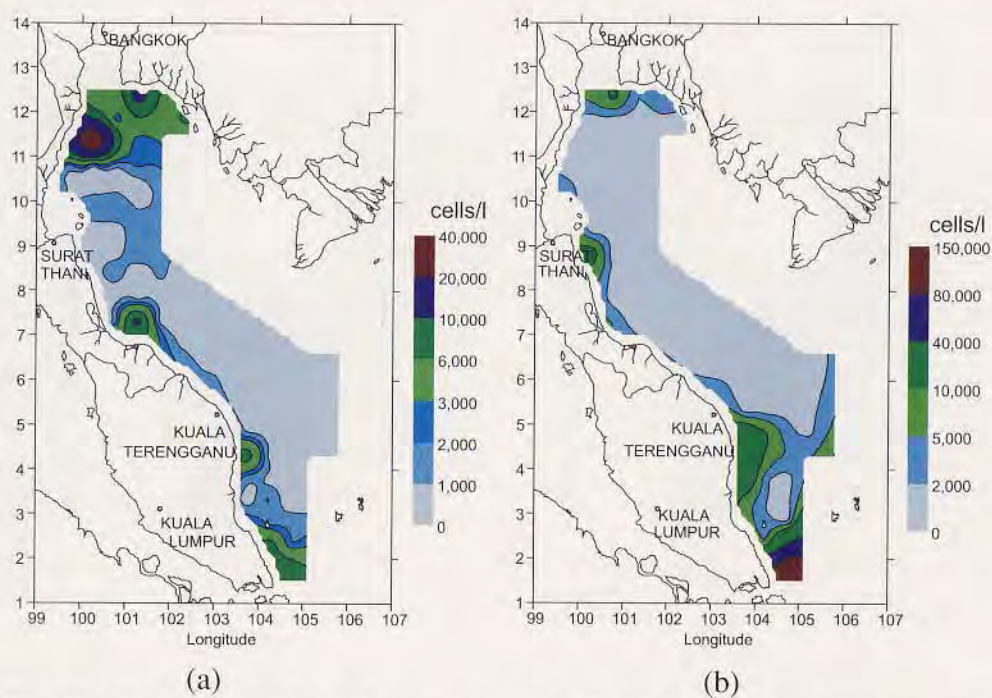 14
13
12
11
10
9
8
7
6
5
4
3
2
1
BANGKOK
SURAT
THANI
KUALA
TERENGGANU
KUALA
LUMPUR
99 100 101 102 103 104 105 106 107
Longitude
cells/l
40,000
20,000
10,000
6,000
3,000
2,000
1,000
0
(a)
14
13
12
11
10
9
8
7
6
5
4
3
2
1
BANGKOK
SURAT
THANI
KUALA
TERENGGANU
KUALA
LUMPUR
99 100 101 102 103 104 105 106 107
Longitude
cells/l
150,000
80,000
40,000
10,000
5,000
2,000
0
(b)